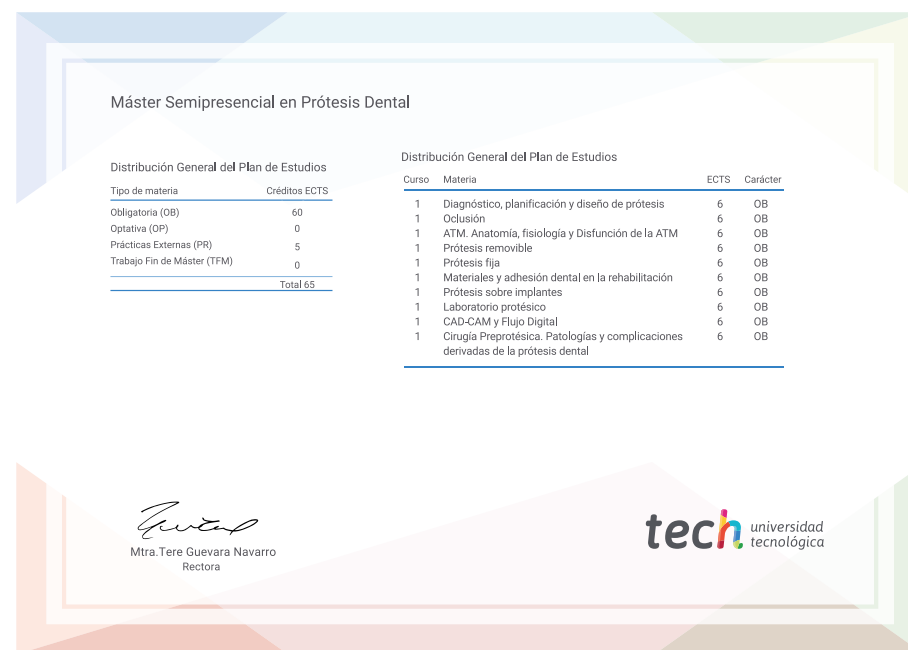 Máster Semipresencial en Prótesis Dental
Distribución General del Plan de Estudios
Tipo de materia Créditos ECTS
Obligatoria (OB) 60
Optativa (OP) 0
Prácticas Externas (PR) 5
Trabajo Fin de Máster (TFM) 0
Total 65
Distribución General del Plan de Estudios
Curso Materia ECTS Carácter
1 Diagnóstico, planificación y diseño de prótesis 6 OB
1 Oclusión 6 OB
1 ATM. Anatomía, fisiología y Disfunción de la ATM 6 OB
1 Prótesis removible 6 OB
1 Prótesis fija 6 OB
1 Materiales y adhesión dental en la rehabilitación 6 OB
1 Prótesis sobre implantes 6 OB
1 Laboratorio protésico 6 OB
1 CAD-CAM y Flujo Digital 6 OB
1 Cirugía Preprotésica. Patologías y complicaciones 6 OB
derivadas de la prótesis dental
Mtra.Tere Guevara Navarro
Rectora
tech universidad
tecnológica